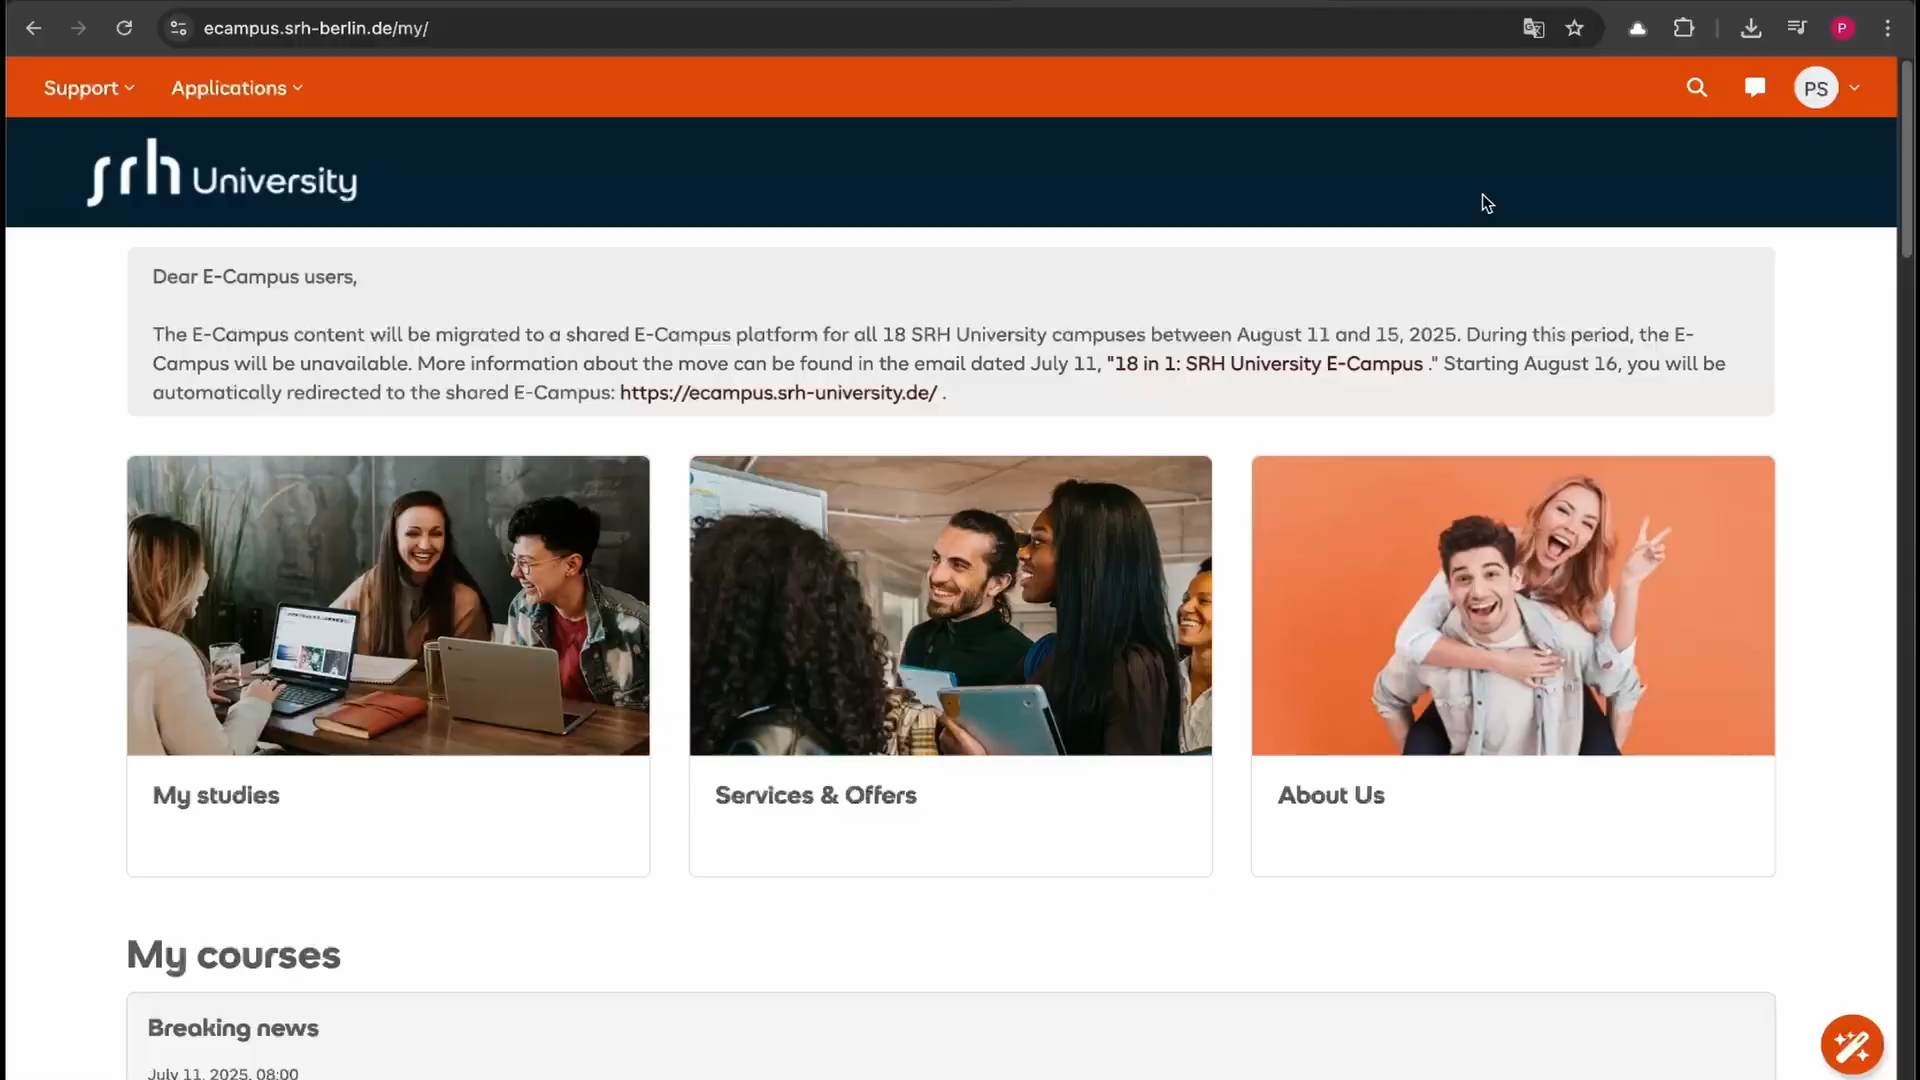 ecampus.srh-berlin.de/my/
P
Support
Applications
PS
srh University
Dear E-Campus users,
The E-Campus content will be migrated to a shared E-Campus platform for all 18 SRH University campuses between August 11 and 15, 2025. During this period, the E-
Campus will be unavailable. More information about the move can be found in the email dated July 11, "18 in 1: SRH University E-Campus ." Starting August 16, you will be
automatically redirected to the shared E-Campus: https://ecampus.srh-university.de/ .
My studies
Services & Offers
About Us
My courses
Breaking news
July 11, 2025, 08:00